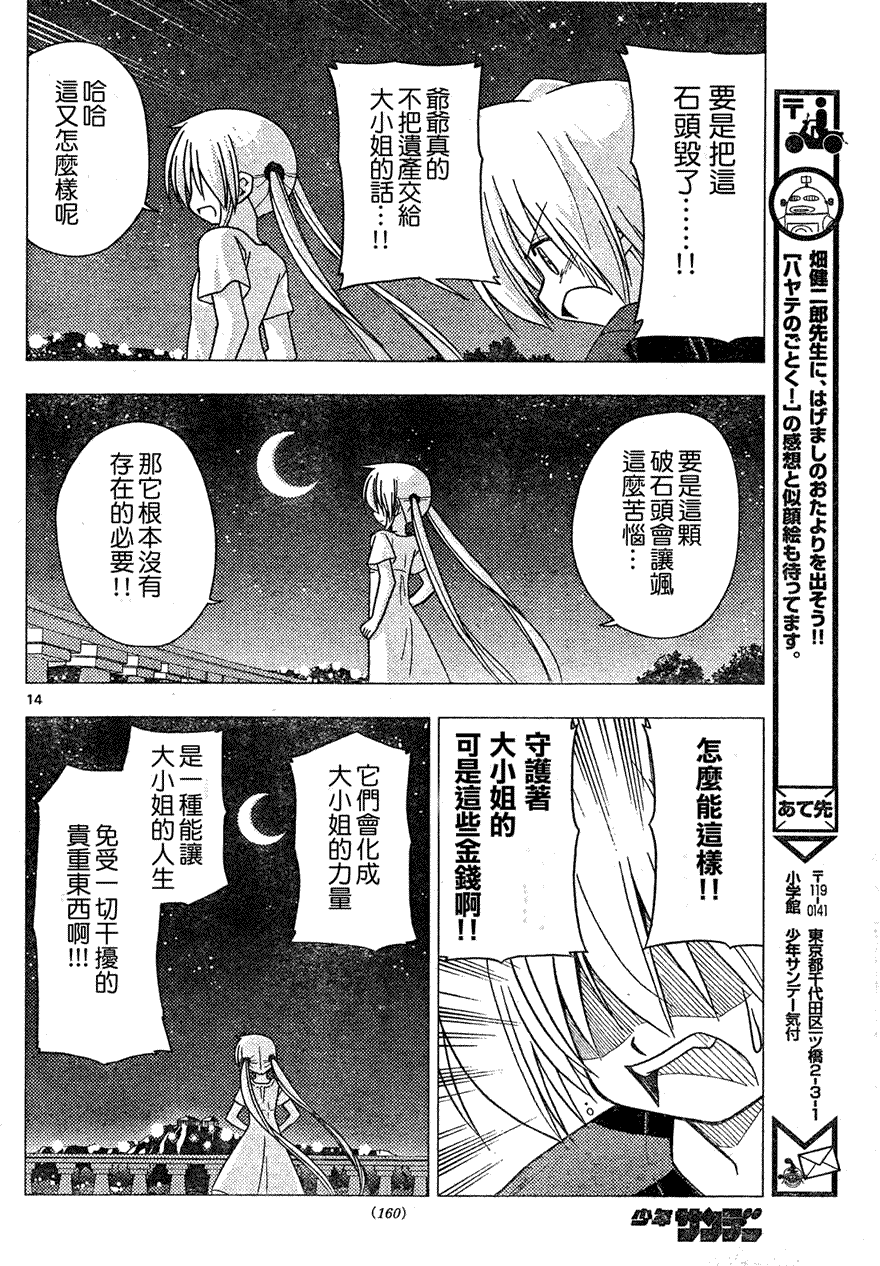 要是把這
石頭毀了……!!
爺爺真的
不把遺產交給
大小姐的話…!!
哈哈
這又怎麼樣呢
要是這顆
破石頭會讓颯
這麼苦惱…
那它根本沒有
存在的必要!!
14
怎麼能這樣!!
可是這些金錢啊!!
大小姐的
守護著
它們會化成
大小姐的力量
是一種能讓
大小姐的人生
免受一切干擾的
貴重東西啊!!!
(160)
少年サンデー
〒
畑健二郎先生に、はげましのおたよりを出そう!!
【ハヤテのごとく!】の感想と似顔絵も待ってます。
あて先
〒119-0141 東京都千代田区一ツ橋2-3-1
小学館 少年サンデー気付